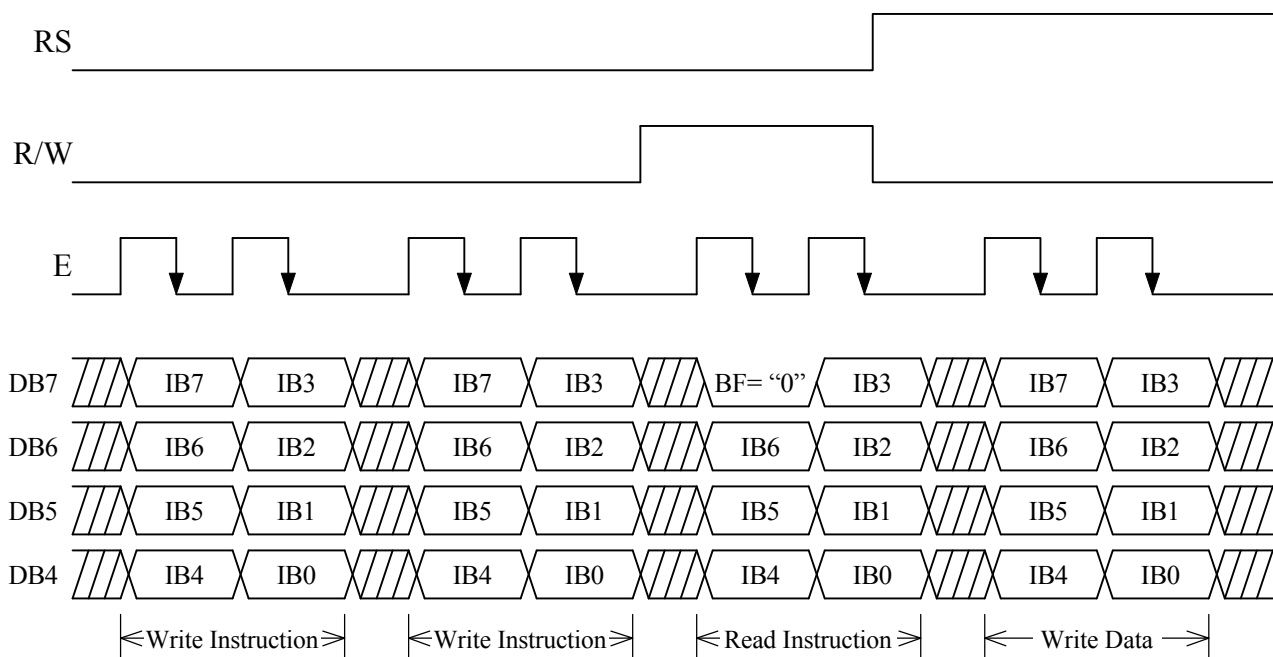 RS
R/W
E
DB7 IB7 IB3 IB7 IB3 BF= “0” IB3 IB7 IB3
DB6 IB6 IB2 IB6 IB2 IB6 IB2 IB6 IB2
DB5 IB5 IB1 IB5 IB1 IB5 IB1 IB5 IB1
DB4 IB4 IB0 IB4 IB0 IB4 IB0 IB4 IB0
Write Instruction Write Instruction Read Instruction Write Data